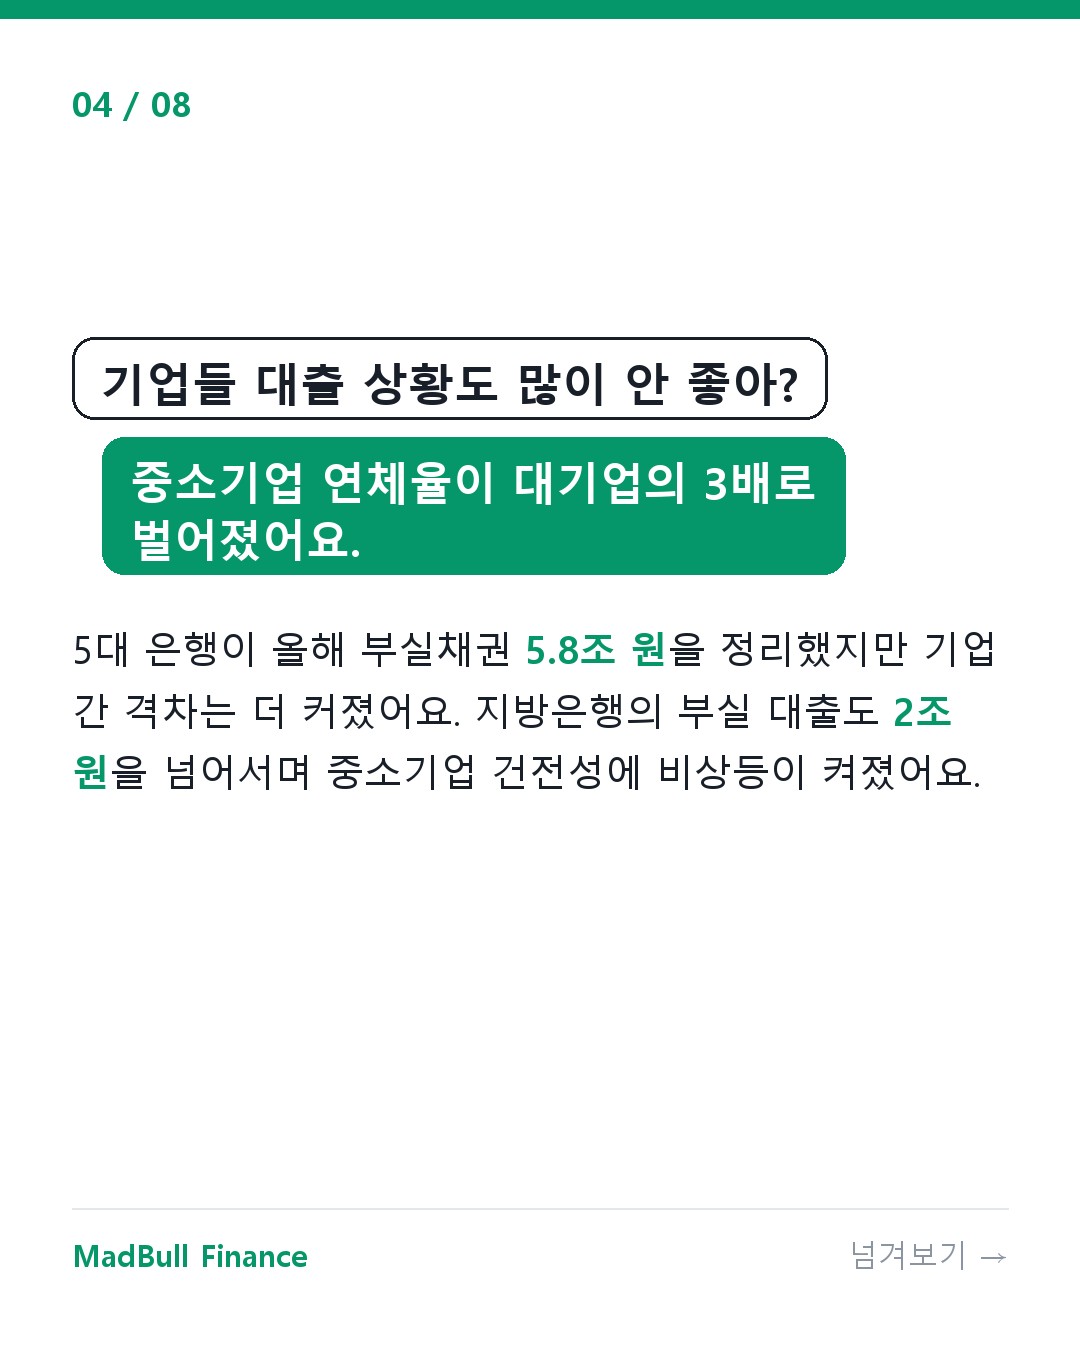 04 / 08
기업들 대출 상황도 많이 안 좋아?
중소기업 연체율이 대기업의 3배로
벌어졌어요.
5대 은행이 올해 부실채권 5.8조 원을 정리했지만 기업
간 격차는 더 커졌어요. 지방은행의 부실 대출도 2조
원을 넘어서며 중소기업 건전성에 비상등이 켜졌어요.
MadBull Finance
넘겨보기 →